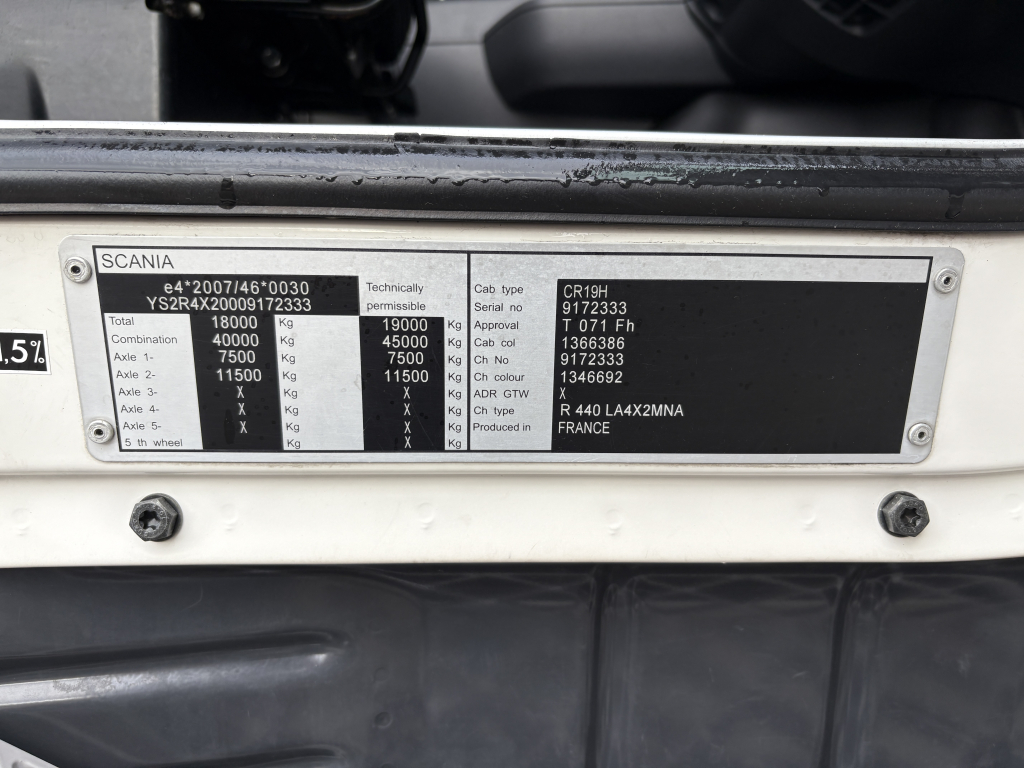 SCANIA
e4*2007/46*0030
YS2R4X20009172333
Technically
permissible
Total 18000 Kg 19000 Kg
Combination 40000 Kg 45000 Kg
Axle 1- 7500 Kg 7500 Kg
Axle 2- 11500 Kg 11500 Kg
Axle 3- X Kg X Kg
Axle 4- X Kg X Kg
Axle 5- X Kg X Kg
5 th wheel Kg X Kg
Cab type CR19H
Serial no 9172333
Approval T 071 Fh
Cab col 1366386
Ch No 9172333
Ch colour 1346692
ADR GTW X
Ch type R 440 LA4X2MNA
Produced in FRANCE
,5%